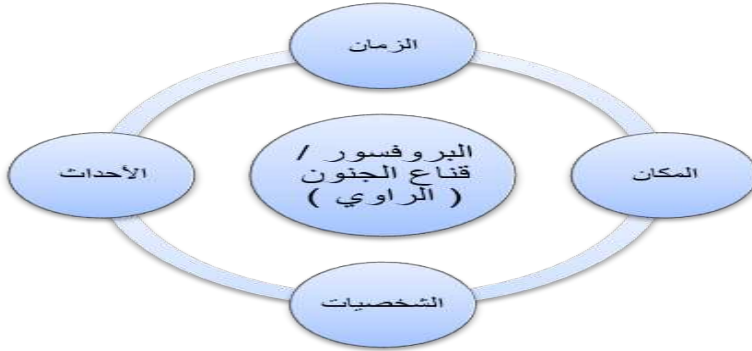 الزمان
البروفسور /
قناع الجنون
( الراوي )
المكان
الأحداث
الشخصيات